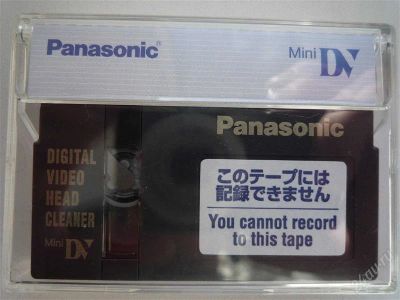 Panasonic®
Mini DV
Panasonic
DIGITAL
VIDEO
HEAD
CLEANER
Mini DV
このテープには
記録できません
You cannot record
to this tape